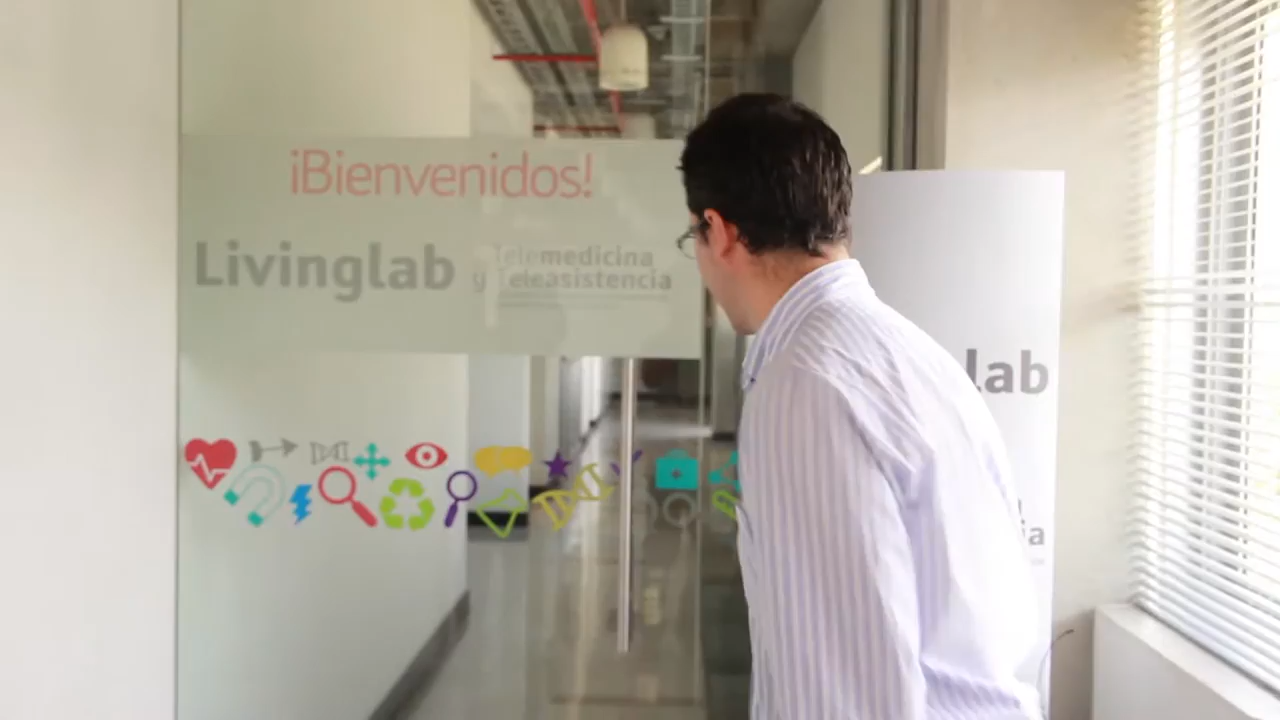 ¡Bienvenidos!
Livinglab y Telemedicina
Teleasistencia
lab